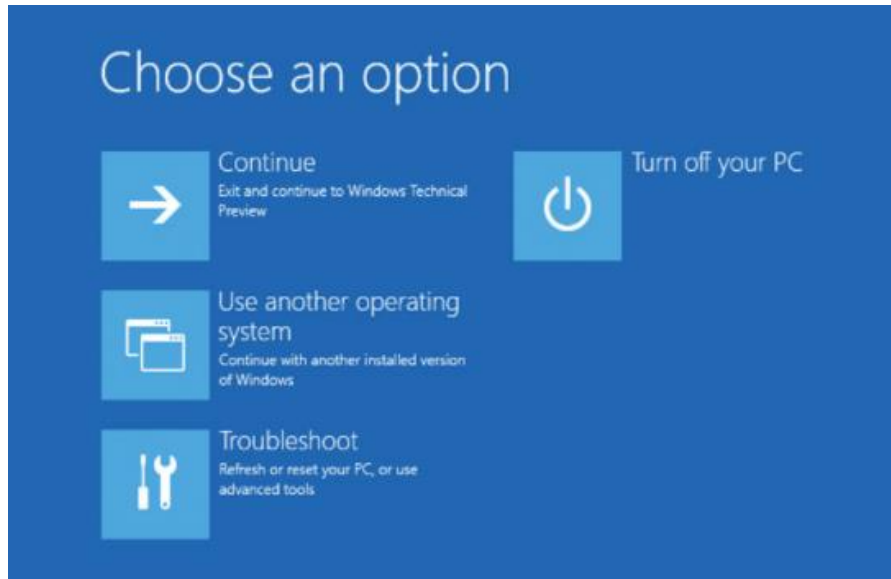 Choose an option
Continue
Exit and continue to Windows Technical
Preview
Turn off your PC
Use another operating
system
Continue with another installed version
of Windows
Troubleshoot
Refresh or reset your PC, or use
advanced tools